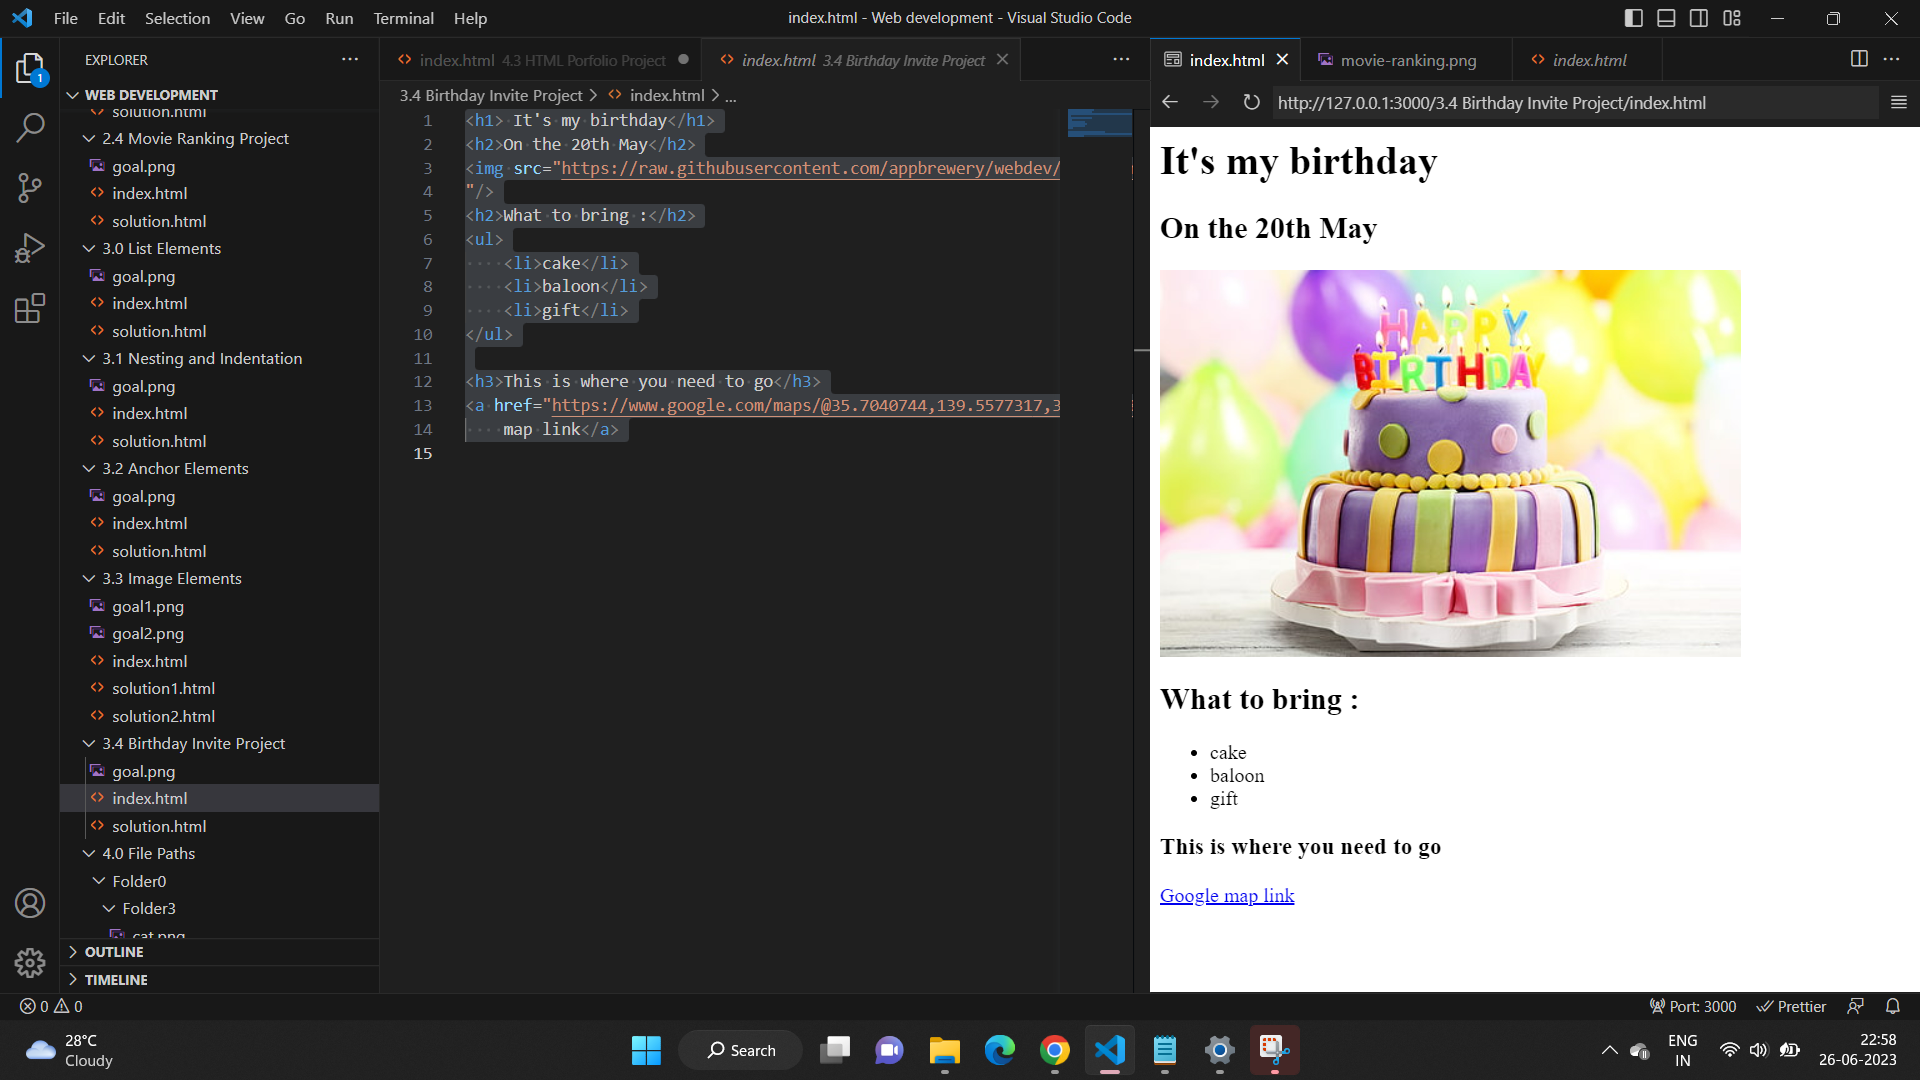 File Edit Selection View Go Run Terminal Help
index.html - Web development - Visual Studio Code
EXPLORER
WEB DEVELOPMENT
solution.html
2.4 Movie Ranking Project
goal.png
index.html
solution.html
3.0 List Elements
goal.png
index.html
solution.html
3.1 Nesting and Indentation
goal.png
index.html
solution.html
3.2 Anchor Elements
goal.png
index.html
solution.html
3.3 Image Elements
goal1.png
goal2.png
index.html
solution1.html
solution2.html
3.4 Birthday Invite Project
goal.png
index.html
solution.html
4.0 File Paths
Folder0
Folder3
cat.png
OUTLINE
TIMELINE
1
index.html 4.3 HTML Porfolio Project
index.html 3.4 Birthday Invite Project
3.4 Birthday Invite Project > index.html > ...
1 <h1> It's my birthday</h1>
2 <h2>On the 20th May</h2>
3 <img src="https://raw.githubusercontent.com/appbrewery/webdev/
4 "/>
5 <h2>What to bring :</h2>
6 <ul>
7 <li>cake</li>
8 <li>baloon</li>
9 <li>gift</li>
10 </ul>
11
12 <h3>This is where you need to go</h3>
13 <a href="https://www.google.com/maps/@35.7040744,139.5577317,3
14 map link</a>
15
index.html
movie-ranking.png
index.html
http://127.0.0.1:3000/3.4 Birthday Invite Project/index.html
It's my birthday
On the 20th May
HAPPY
BIRTHDAY
What to bring :
• cake
• baloon
• gift
This is where you need to go
Google map link
0 0
Port: 3000
Prettier
28°C
Cloudy
Search
ENG
IN
22:58
26-06-2023